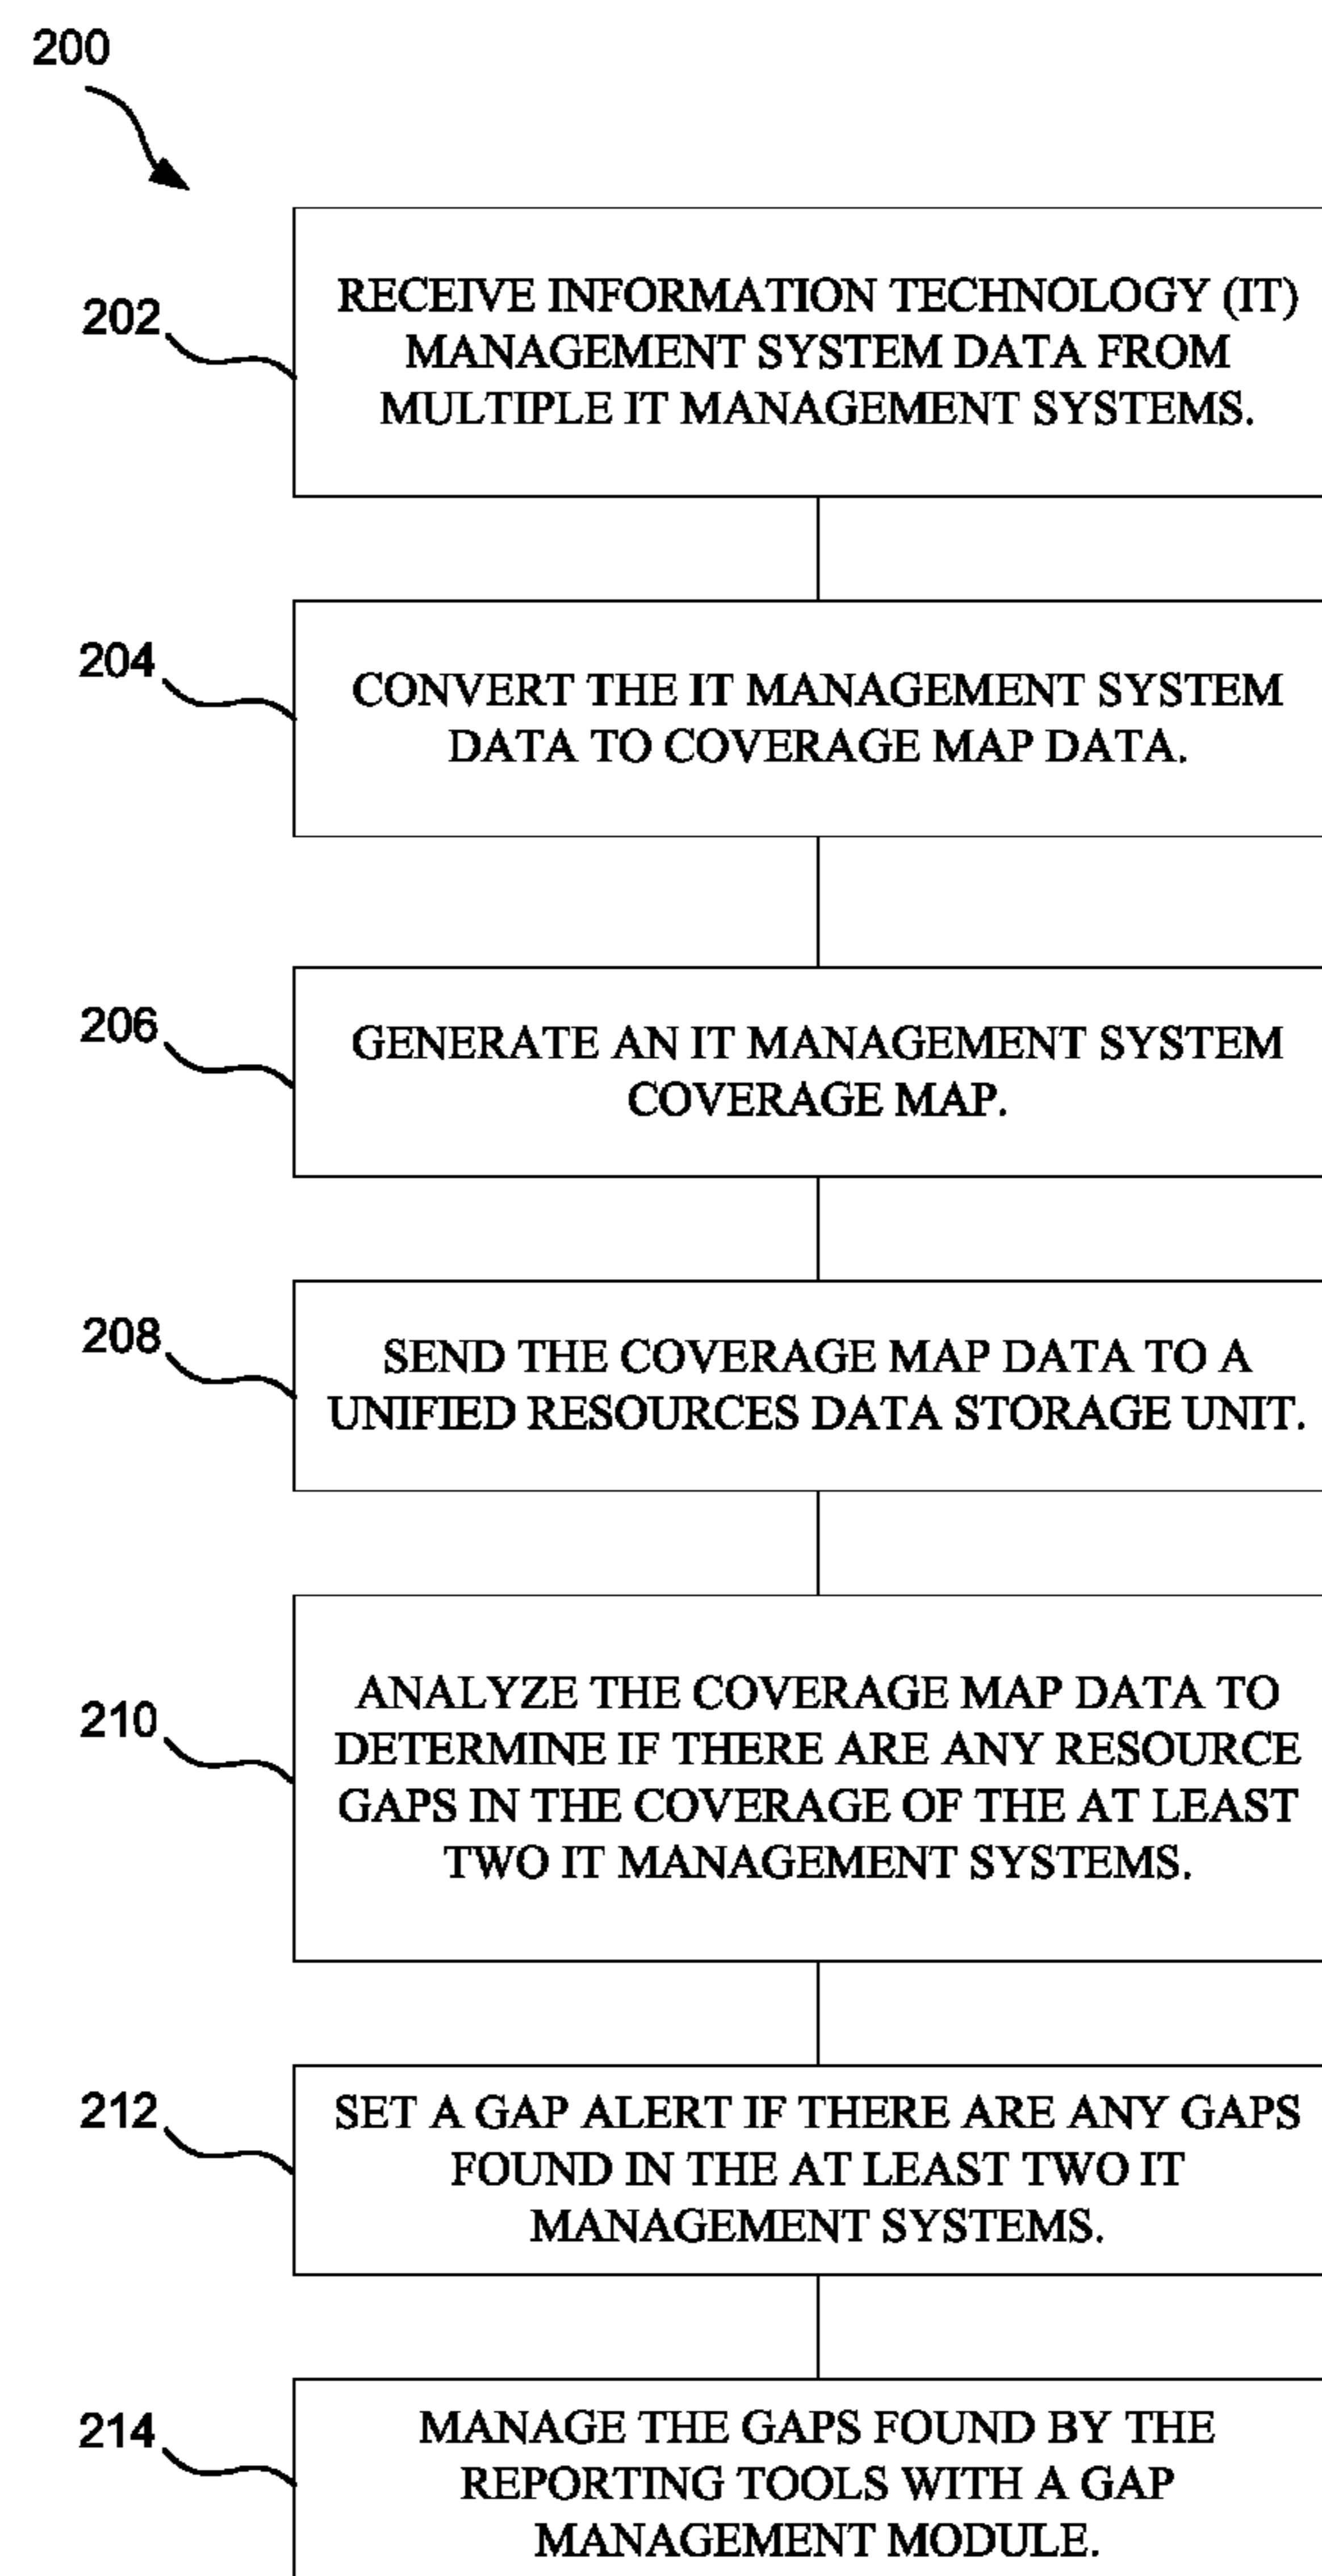 200
202
RECEIVE INFORMATION TECHNOLOGY (IT)
MANAGEMENT SYSTEM DATA FROM
MULTIPLE IT MANAGEMENT SYSTEMS.
204
CONVERT THE IT MANAGEMENT SYSTEM
DATA TO COVERAGE MAP DATA.
206
GENERATE AN IT MANAGEMENT SYSTEM
COVERAGE MAP.
208
SEND THE COVERAGE MAP DATA TO A
UNIFIED RESOURCES DATA STORAGE UNIT.
210
ANALYZE THE COVERAGE MAP DATA TO
DETERMINE IF THERE ARE ANY RESOURCE
GAPS IN THE COVERAGE OF THE AT LEAST
TWO IT MANAGEMENT SYSTEMS.
212
SET A GAP ALERT IF THERE ARE ANY GAPS
FOUND IN THE AT LEAST TWO IT
MANAGEMENT SYSTEMS.
214
MANAGE THE GAPS FOUND BY THE
REPORTING TOOLS WITH A GAP
MANAGEMENT MODULE.